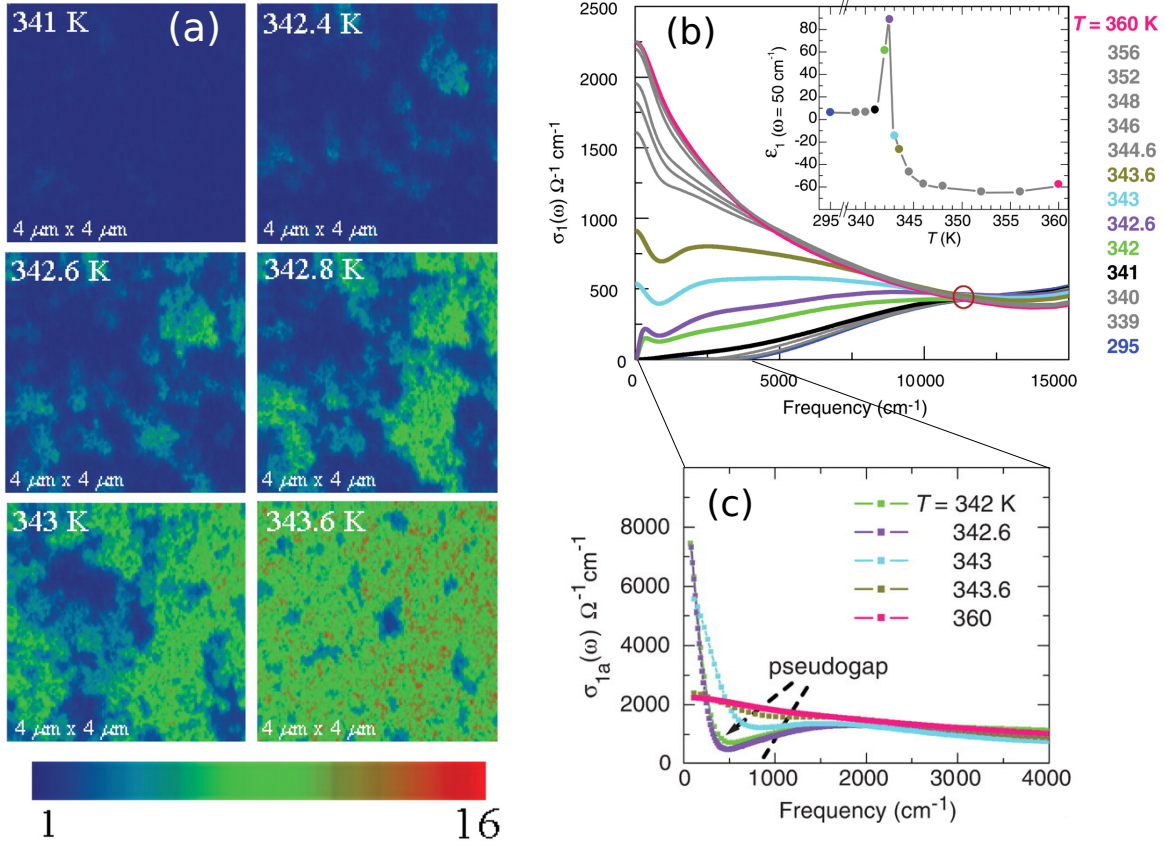 (a)
341 K
4 µm x 4 µm
342.4 K
4 µm x 4 µm
342.6 K
4 µm x 4 µm
342.8 K
4 µm x 4 µm
343 K
4 µm x 4 µm
343.6 K
4 µm x 4 µm
1
16
(b)
2500
2000
1500
1000
500
0
σ₁(ω) Ω⁻¹ cm⁻¹
0
5000
10000
15000
Frequency (cm⁻¹)
80
60
40
20
0
-20
-40
-60
ε₁ (ω = 50 cm⁻¹)
295
340
345
350
355
360
T (K)
T = 360 K
356
352
348
346
344.6
343.6
343
342.6
342
341
340
339
295
(c)
8000
6000
4000
2000
0
σ₁ₐ(ω) Ω⁻¹cm⁻¹
T = 342 K
342.6
343
343.6
360
pseudogap
0
1000
2000
3000
4000
Frequency (cm⁻¹)